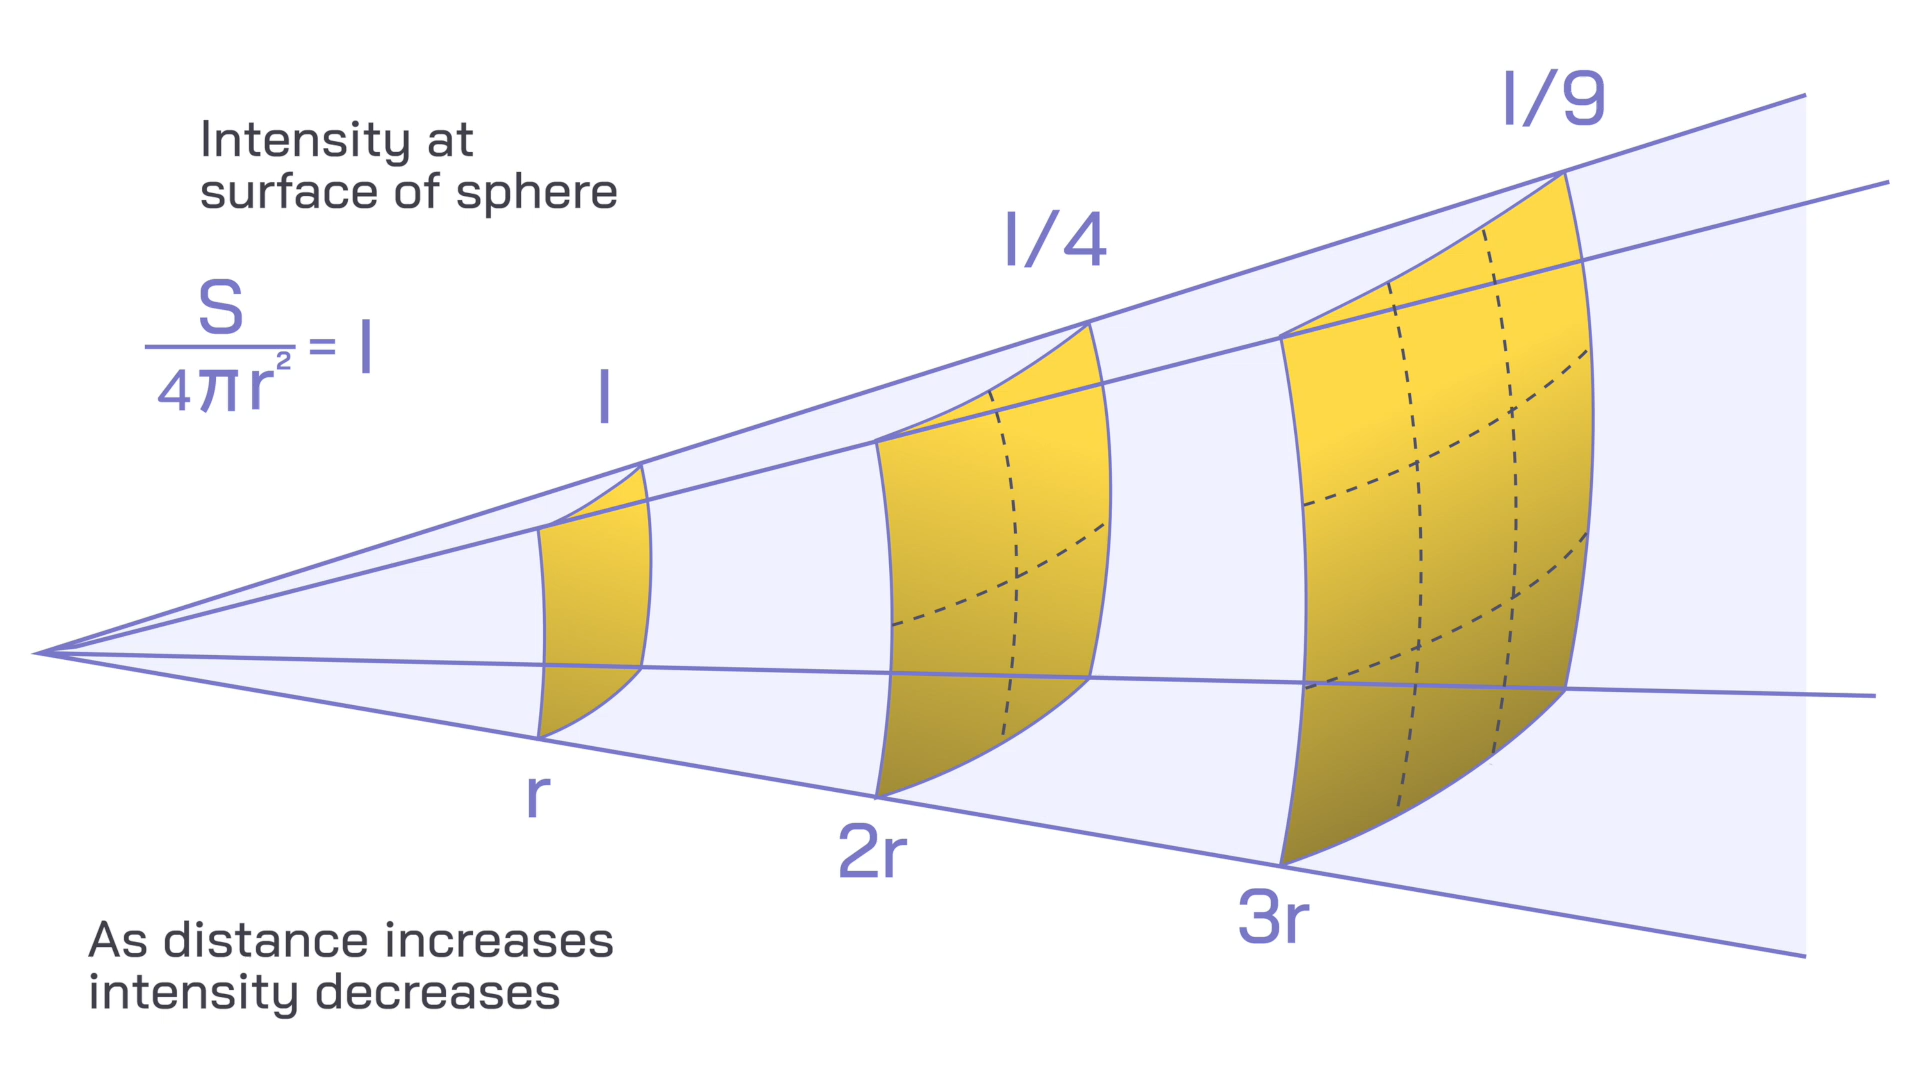 Intensity at
surface of sphere
S
4πr² = I
I
I/4
I/9
r
2r
3r
As distance increases
intensity decreases